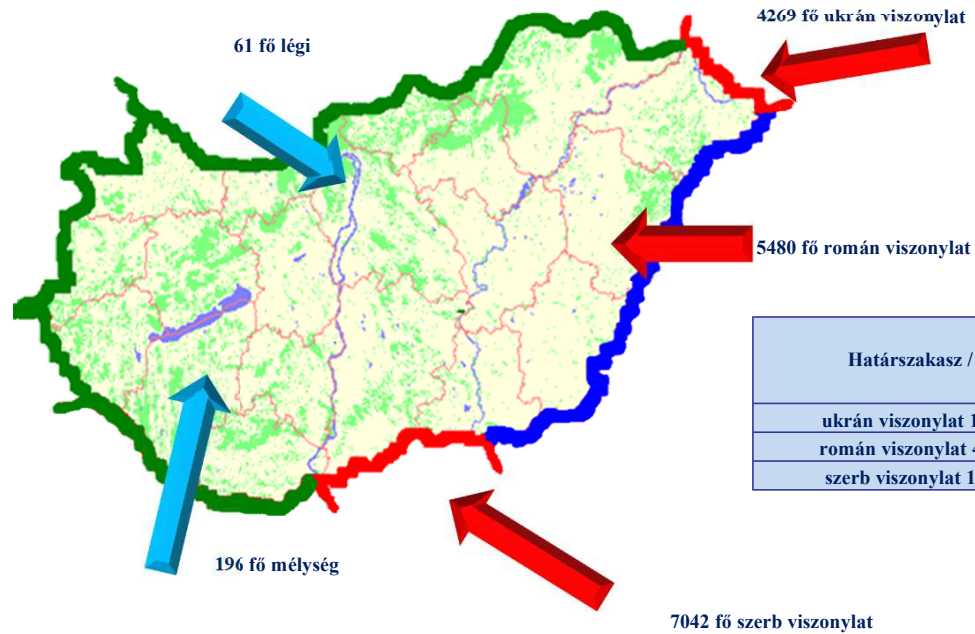 4269 fő ukrán viszonylat
61 fő légi
5480 fő román viszonylat
Határszakasz /
ukrán viszonylat 1
román viszonylat
szerb viszonylat 1
196 fő mélység
7042 fő szerb viszonylat